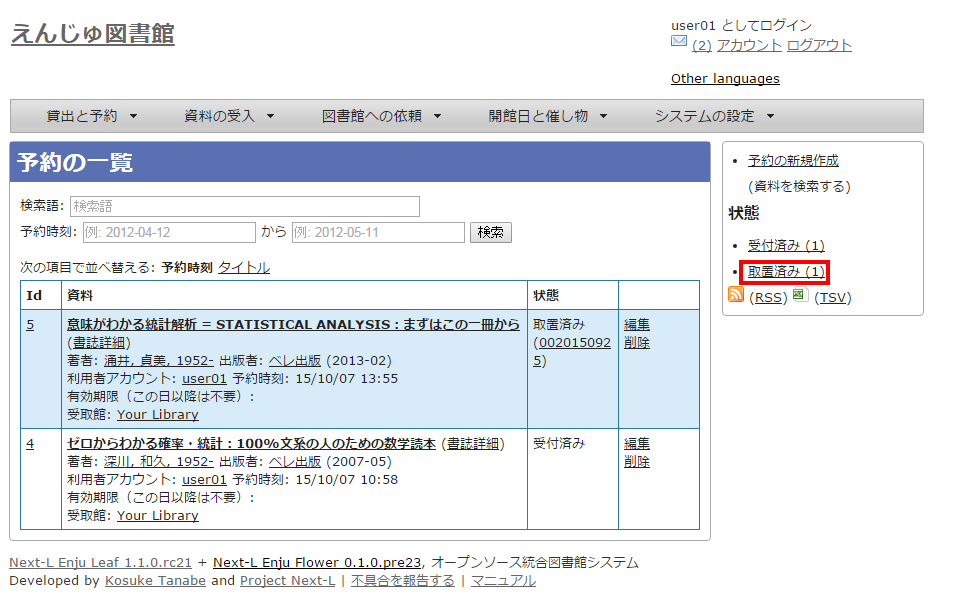 えんじゅ図書館
user01 としてログイン
(2) アカウント ログアウト
Other languages
貸出と予約 ▼ 資料の受入 ▼ 図書館への依頼 ▼ 開館日と催し物 ▼ システムの設定 ▼
予約の一覧
検索語: 検索語
予約時刻: 例: 2012-04-12 から 例: 2012-05-11 検索
次の項目で並べ替える: 予約時刻 タイトル
Id 資料 状態
5 意味がわかる統計解析 = STATISTICAL ANALYSIS : まずはこの一冊から 取置済み 編集
(書誌詳細) (002015092 削除
著者: 涌井, 貞美, 1952- 出版者: ベレ出版 (2013-02) 5)
利用者アカウント: user01 予約時刻: 15/10/07 13:55
有効期限（この日以降は不要）:
受取館: Your Library
4 ゼロからわかる確率・統計 : 100%文系の人のための数学読本 (書誌詳細) 受付済み 編集
著者: 深川, 和久, 1952- 出版者: ベレ出版 (2007-05) 削除
利用者アカウント: user01 予約時刻: 15/10/07 10:58
有効期限（この日以降は不要）:
受取館: Your Library
• 予約の新規作成
(資料を検索する)
状態
• 受付済み (1)
• 取置済み (1)
(RSS) (TSV)
Next-L Enju Leaf 1.1.0.rc21 + Next-L Enju Flower 0.1.0.pre23, オープンソース統合図書館システム
Developed by Kosuke Tanabe and Project Next-L | 不具合を報告する | マニュアル